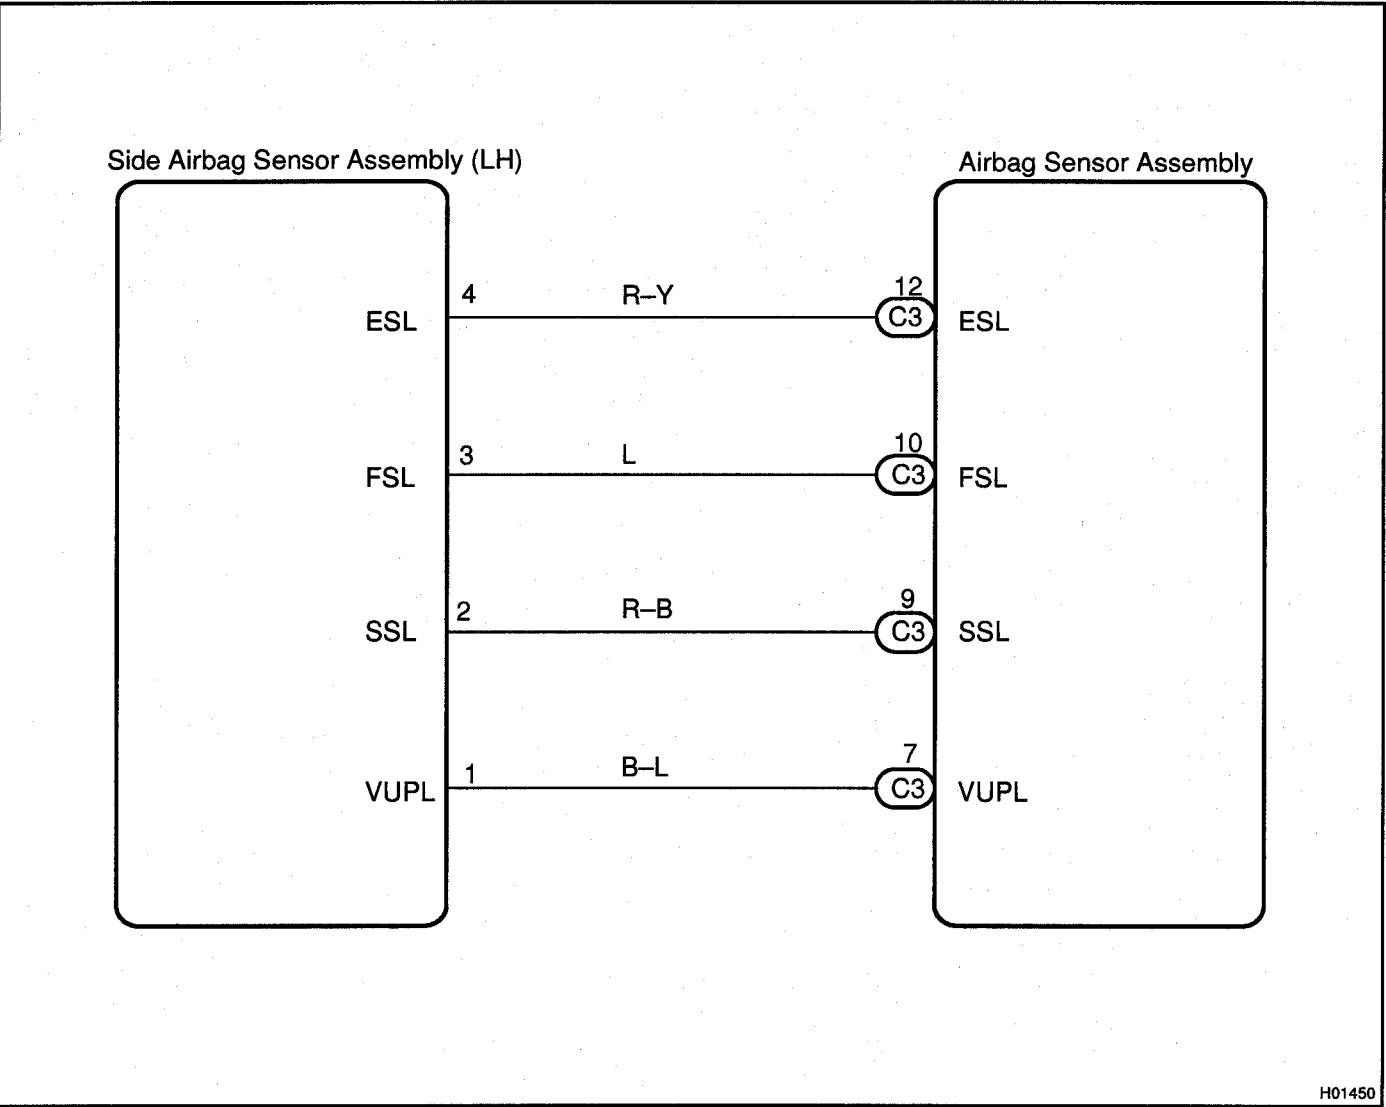 Side Airbag Sensor Assembly (LH)
Airbag Sensor Assembly
ESL 4 R–Y 12 C3 ESL
FSL 3 L 10 C3 FSL
SSL 2 R–B 9 C3 SSL
VUPL 1 B–L 7 C3 VUPL
H01450